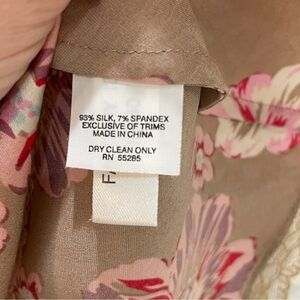 93% SILK, 7% SPANDEX
EXCLUSIVE OF TRIMS
MADE IN CHINA
DRY CLEAN ONLY
RN 55285